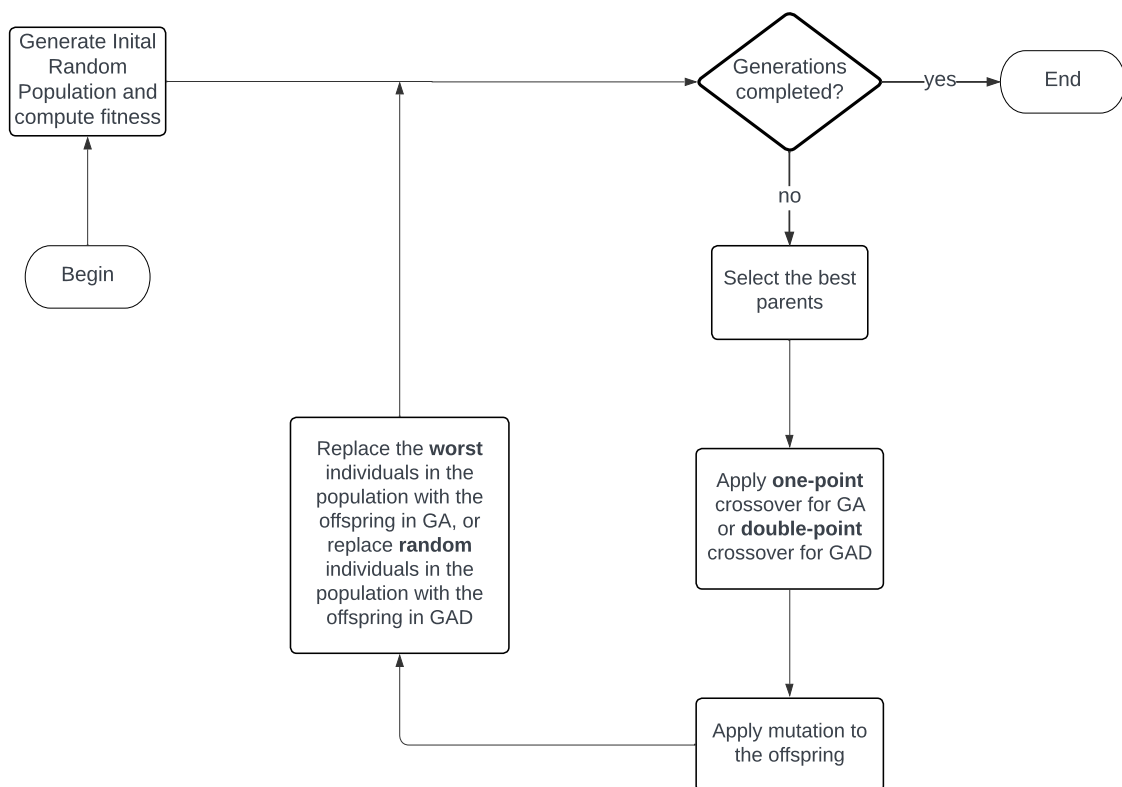 Generate Inital
Random
Population and
compute fitness
Generations
completed?
yes
End
no
Begin
Select the best
parents
Replace the worst
individuals in the
population with the
offspring in GA, or
replace random
individuals in the
population with the
offspring in GAD
Apply one-point
crossover for GA
or double-point
crossover for GAD
Apply mutation to
the offspring